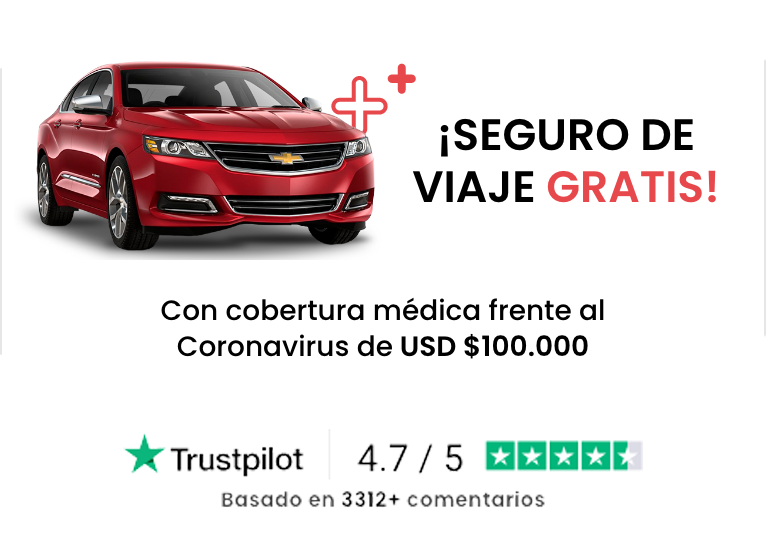 ¡SEGURO DE
VIAJE GRATIS!
Con cobertura médica frente al
Coronavirus de USD $100.000
Trustpilot 4.7 / 5
Basado en 3312+ comentarios